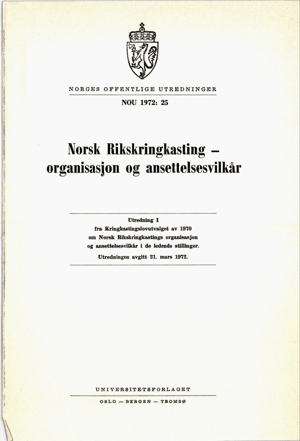 NORGES OFFENTLIGE UTREDNINGER
NOU 1972: 25
Norsk Rikskringkasting –
organisasjon og ansettelsesvilkår
Utredning I
fra Kringkastingslovutvalget av 1970
om Norsk Rikskringkastings organisasjon
og ansettelsesvilkår i de ledende stillinger.
Utredningen avgitt 21. mars 1972.
UNIVERSITETSFORLAGET
OSLO — BERGEN — TROMSØ